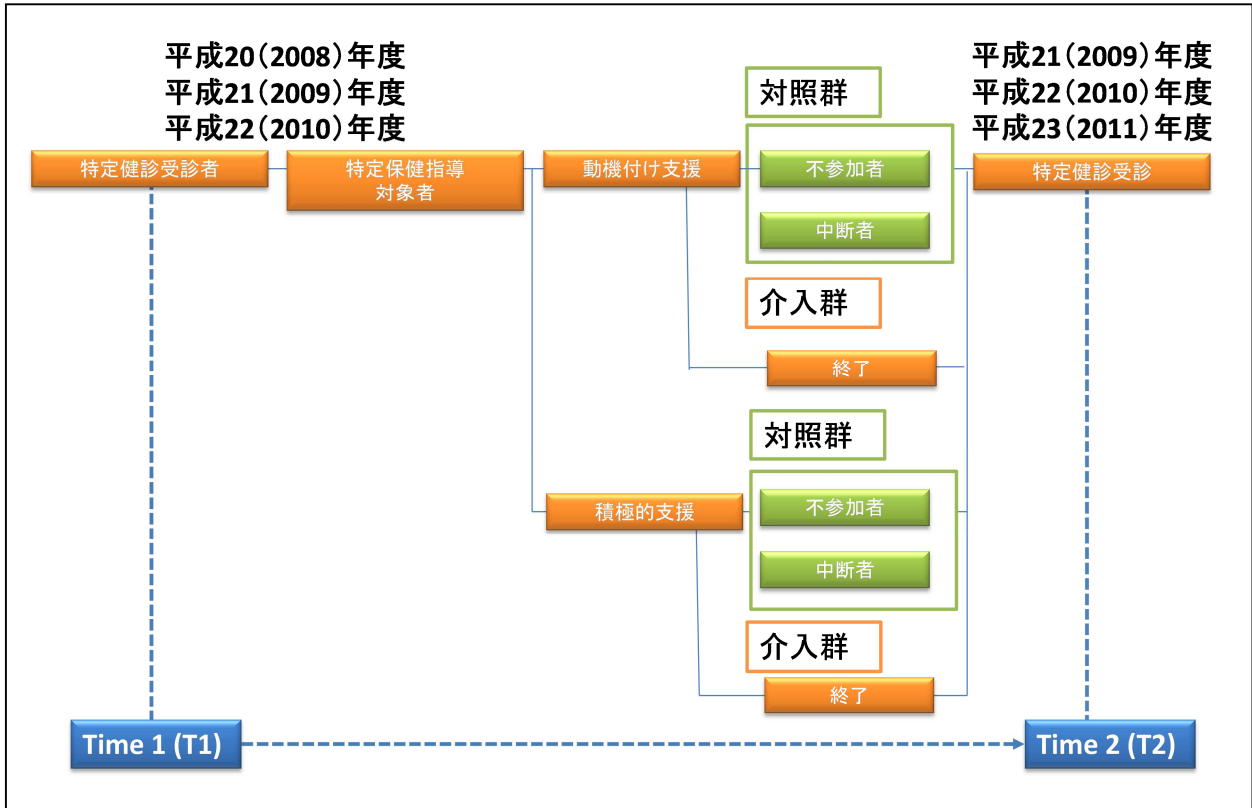 平成20(2008)年度
平成21(2009)年度
平成22(2010)年度
特定健診受診者
特定保健指導
対象者
動機付け支援
対照群
不参加者
中断者
介入群
終了
積極的支援
対照群
不参加者
中断者
介入群
終了
平成21(2009)年度
平成22(2010)年度
平成23(2011)年度
特定健診受診
Time 1 (T1)
Time 2 (T2)